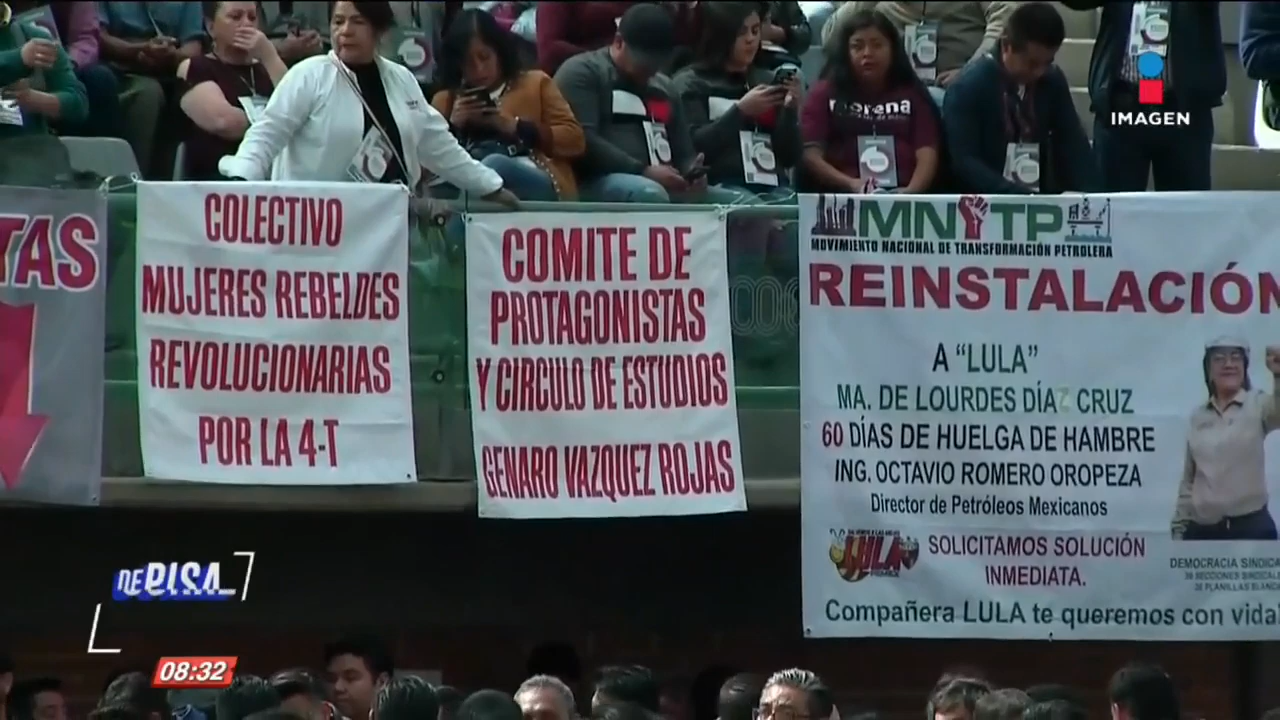 IMAGEN
morena
TAS
COLECTIVO
MUJERES REBELDES
REVOLUCIONARIAS
POR LA 4-T
COMITE DE
PROTAGONISTAS
Y CIRCULO DE ESTUDIOS
GENARO VAZQUEZ ROJAS
MNTP
MOVIMIENTO NACIONAL DE TRANSFORMACIÓN PETROLERA
REINSTALACIÓN
A “LULA”
MA. DE LOURDES DÍAZ CRUZ
60 DÍAS DE HUELGA DE HAMBRE
ING. OCTAVIO ROMERO OROPEZA
Director de Petróleos Mexicanos
LULA
SOLICITAMOS SOLUCIÓN
INMEDIATA.
DEMOCRACIA SINDICA
Compañera LULA te queremos con vida
DE PISA
08:32